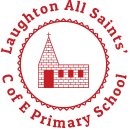 Laughton All Saints'
C of E Primary School